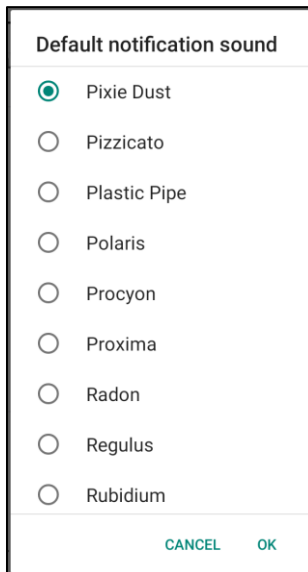 Default notification sound
Pixie Dust
Pizzicato
Plastic Pipe
Polaris
Procyon
Proxima
Radon
Regulus
Rubidium
CANCEL OK